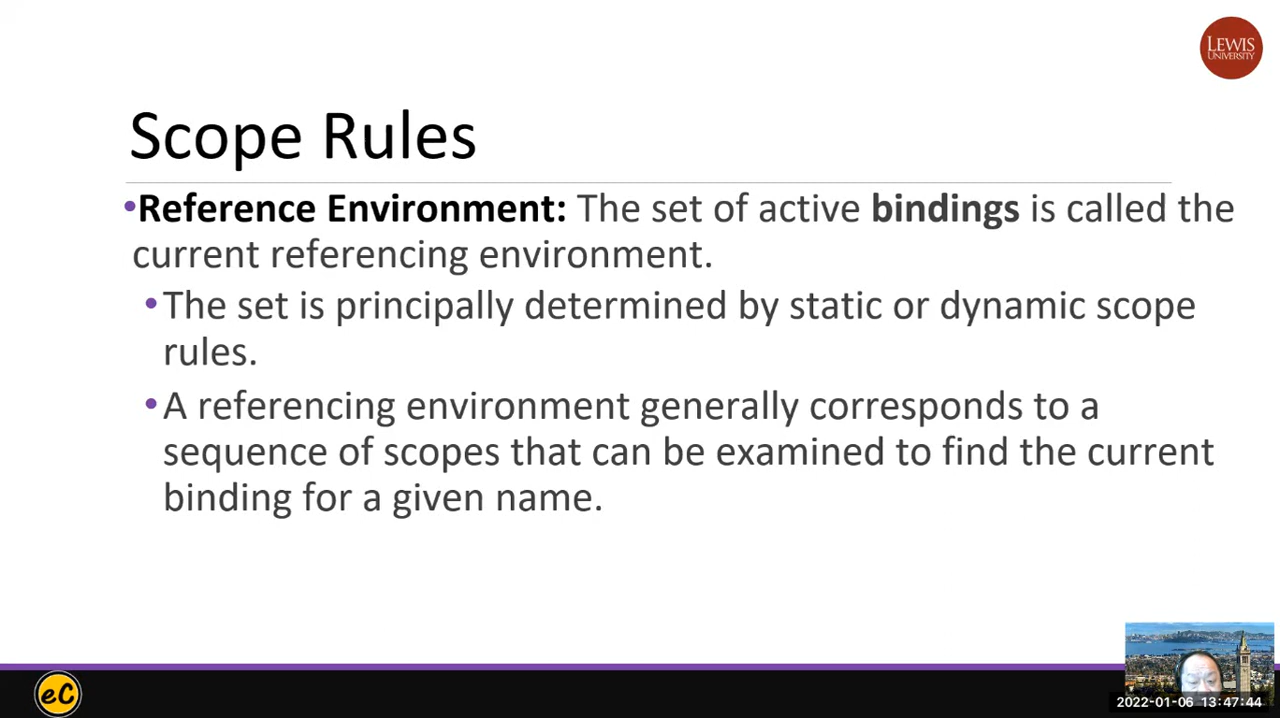 LEWIS
UNIVERSITY
Scope Rules
•Reference Environment: The set of active bindings is called the
current referencing environment.
•The set is principally determined by static or dynamic scope
rules.
•A referencing environment generally corresponds to a
sequence of scopes that can be examined to find the current
binding for a given name.
eC
2022-01-06 13:47:44